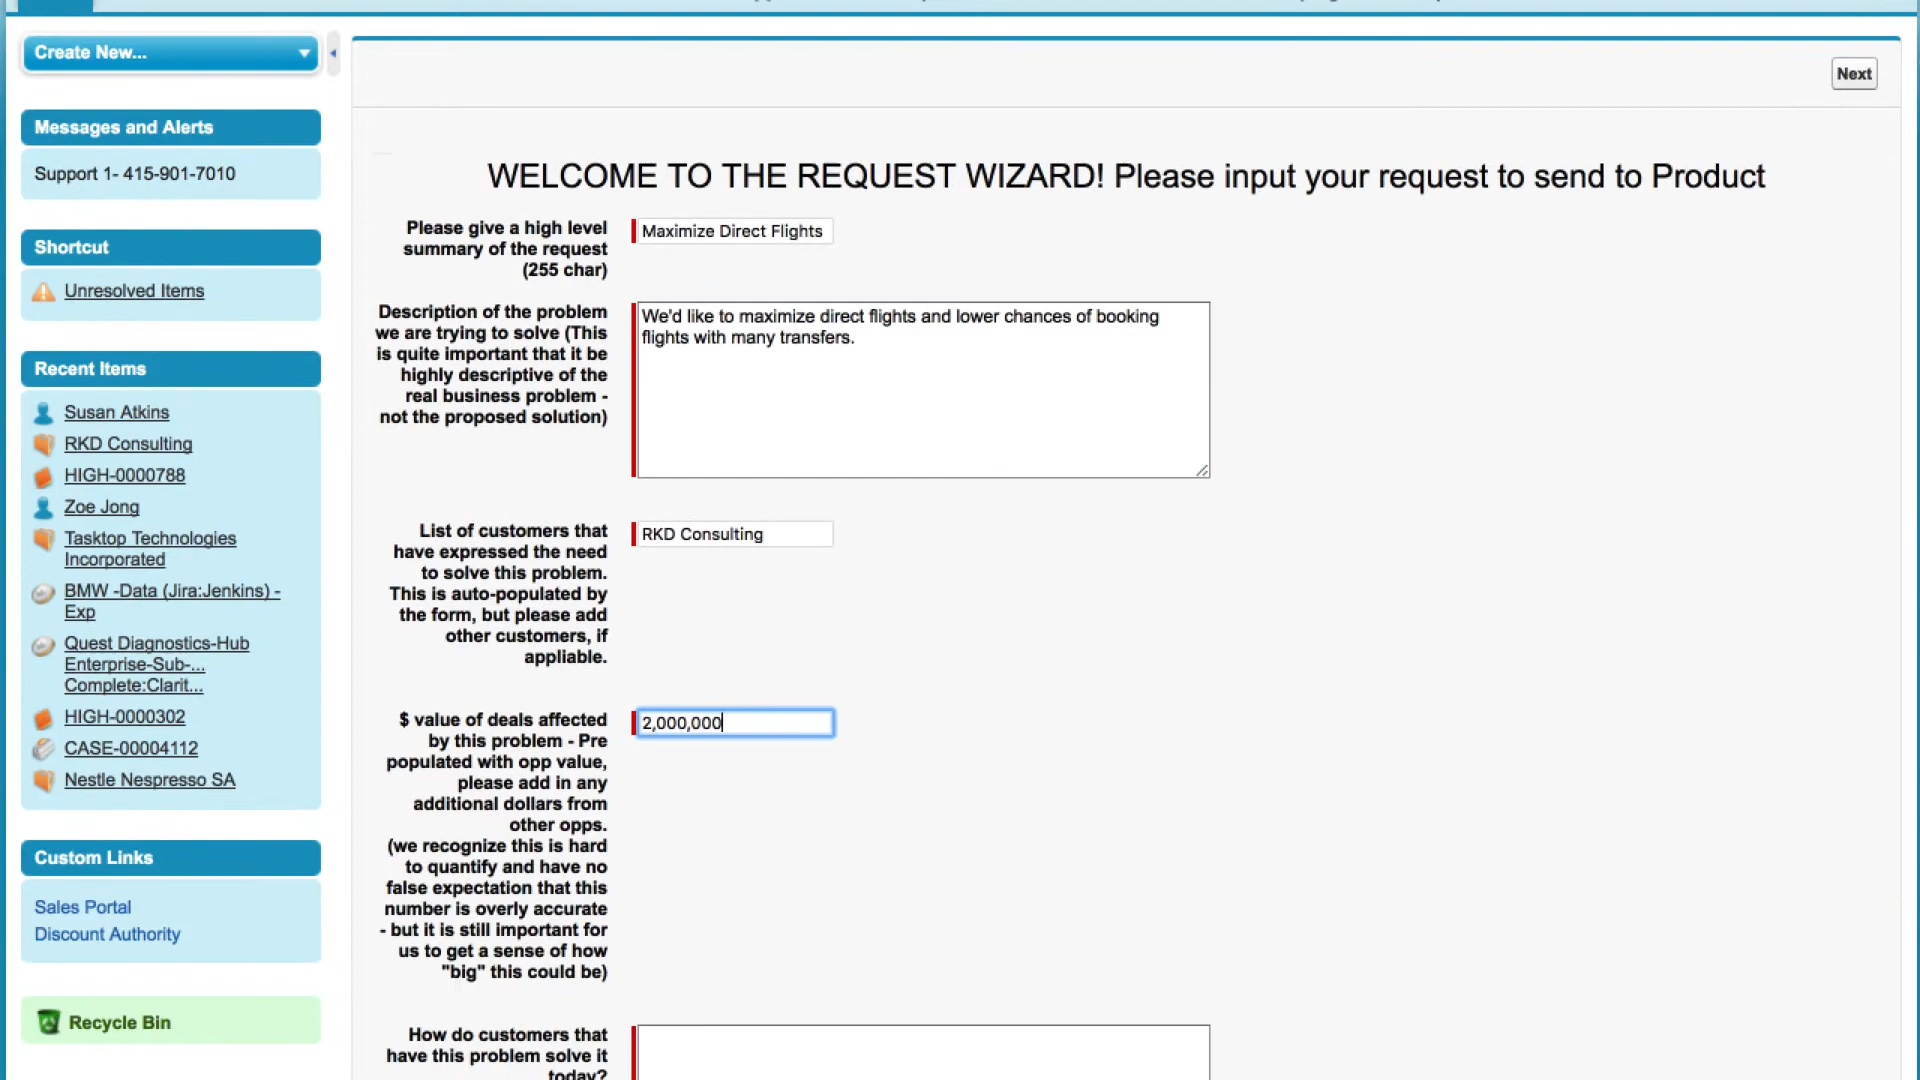 Create New...
Next
Messages and Alerts
Support 1- 415-901-7010
Shortcut
Unresolved Items
Recent Items
Susan Atkins
RKD Consulting
HIGH-0000788
Zoe Jong
Tasktop Technologies
Incorporated
BMW -Data (Jira:Jenkins) -
Exp
Quest Diagnostics-Hub
Enterprise-Sub-...
Complete:Clarit...
HIGH-0000302
CASE-00004112
Nestle Nespresso SA
Custom Links
Sales Portal
Discount Authority
Recycle Bin
WELCOME TO THE REQUEST WIZARD! Please input your request to send to Product
Please give a high level
summary of the request
(255 char)
Maximize Direct Flights
Description of the problem
we are trying to solve (This
is quite important that it be
highly descriptive of the
real business problem -
not the proposed solution)
We'd like to maximize direct flights and lower chances of booking
flights with many transfers.
List of customers that
have expressed the need
to solve this problem.
This is auto-populated by
the form, but please add
other customers, if
appliable.
RKD Consulting
$ value of deals affected
by this problem - Pre
populated with opp value,
please add in any
additional dollars from
other opps.
(we recognize this is hard
to quantify and have no
false expectation that this
number is overly accurate
- but it is still important for
us to get a sense of how
"big" this could be)
2,000,000
How do customers that
have this problem solve it
today?